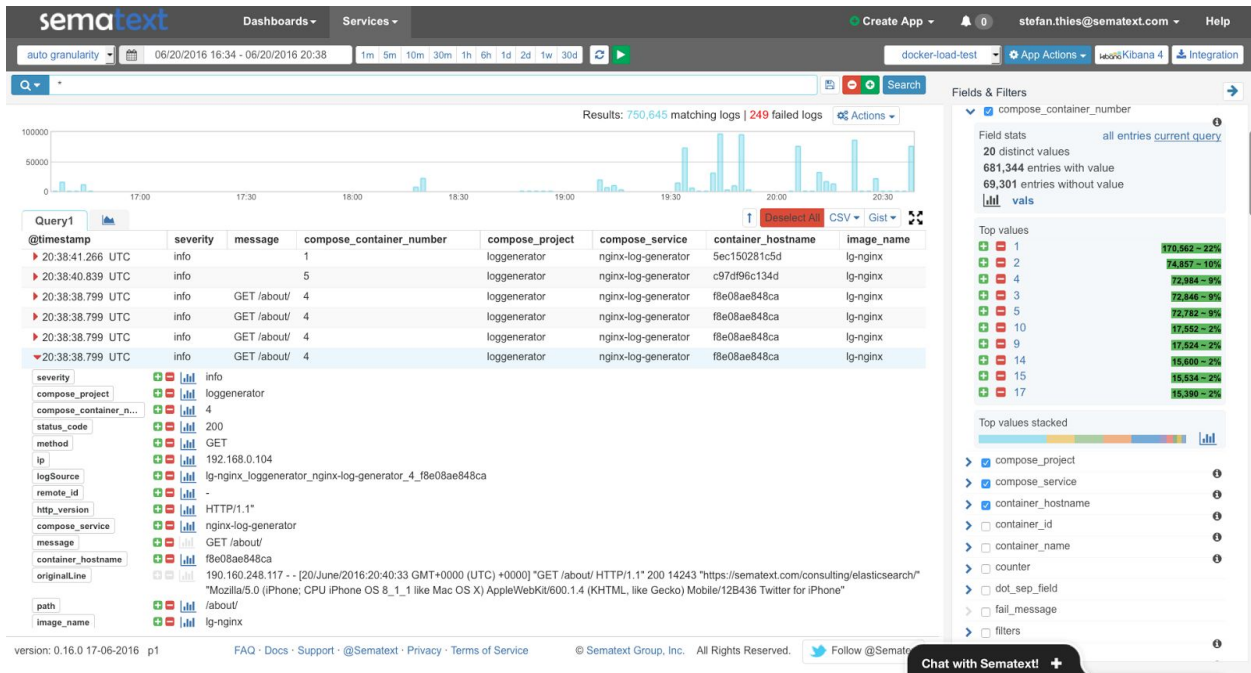 sematext Dashboards Services Create App 0 stefan.thies@sematext.com Help
auto granularity 06/20/2016 16:34 - 06/20/2016 20:38 1m 5m 10m 30m 1h 6h 1d 2d 1w 30d docker-load-test App Actions Kibana 4 Integration
* Search
Fields & Filters
Results: 750,645 matching logs | 249 failed logs Actions
100000
50000
0
17:00 17:30 18:00 18:30 19:00 19:30 20:00 20:30
Query1 Deselect All CSV Gist
@timestamp severity message compose_container_number compose_project compose_service container_hostname image_name
20:38:41.266 UTC info 1 loggenerator nginx-log-generator 5ec150281c5d lg-nginx
20:38:40.839 UTC info 5 loggenerator nginx-log-generator c97df96c134d lg-nginx
20:38:38.799 UTC info GET /about/ 4 loggenerator nginx-log-generator f8e08ae848ca lg-nginx
20:38:38.799 UTC info GET /about/ 4 loggenerator nginx-log-generator f8e08ae848ca lg-nginx
20:38:38.799 UTC info GET /about/ 4 loggenerator nginx-log-generator f8e08ae848ca lg-nginx
20:38:38.799 UTC info GET /about/ 4 loggenerator nginx-log-generator f8e08ae848ca lg-nginx
severity info
compose_project loggenerator
compose_container_n... 4
status_code 200
method GET
ip 192.168.0.104
logSource lg-nginx_loggenerator_nginx-log-generator_4_f8e08ae848ca
remote_id -
http_version HTTP/1.1"
compose_service nginx-log-generator
message GET /about/
container_hostname f8e08ae848ca
originalLine 190.160.248.117 - - [20/June/2016:20:40:33 GMT+0000 (UTC) +0000] "GET /about/ HTTP/1.1" 200 14243 "https://sematext.com/consulting/elasticsearch/"
"Mozilla/5.0 (iPhone; CPU iPhone OS 8_1_1 like Mac OS X) AppleWebKit/600.1.4 (KHTML, like Gecko) Mobile/12B436 Twitter for iPhone"
path /about/
image_name lg-nginx
compose_container_number
Field stats all entries current query
20 distinct values
681,344 entries with value
69,301 entries without value
vals
Top values
1 170,562 ~ 22%
2 74,857 ~ 10%
4 72,984 ~ 9%
3 72,846 ~ 9%
5 72,782 ~ 9%
10 17,552 ~ 2%
9 17,524 ~ 2%
14 15,600 ~ 2%
15 15,534 ~ 2%
17 15,390 ~ 2%
Top values stacked
compose_project
compose_service
container_hostname
container_id
container_name
counter
dot_sep_field
fail_message
filters
version: 0.16.0 17-06-2016 p1 FAQ · Docs · Support · @Sematext · Privacy · Terms of Service © Sematext Group, Inc. All Rights Reserved. Follow @Semate
Chat with Sematext! +